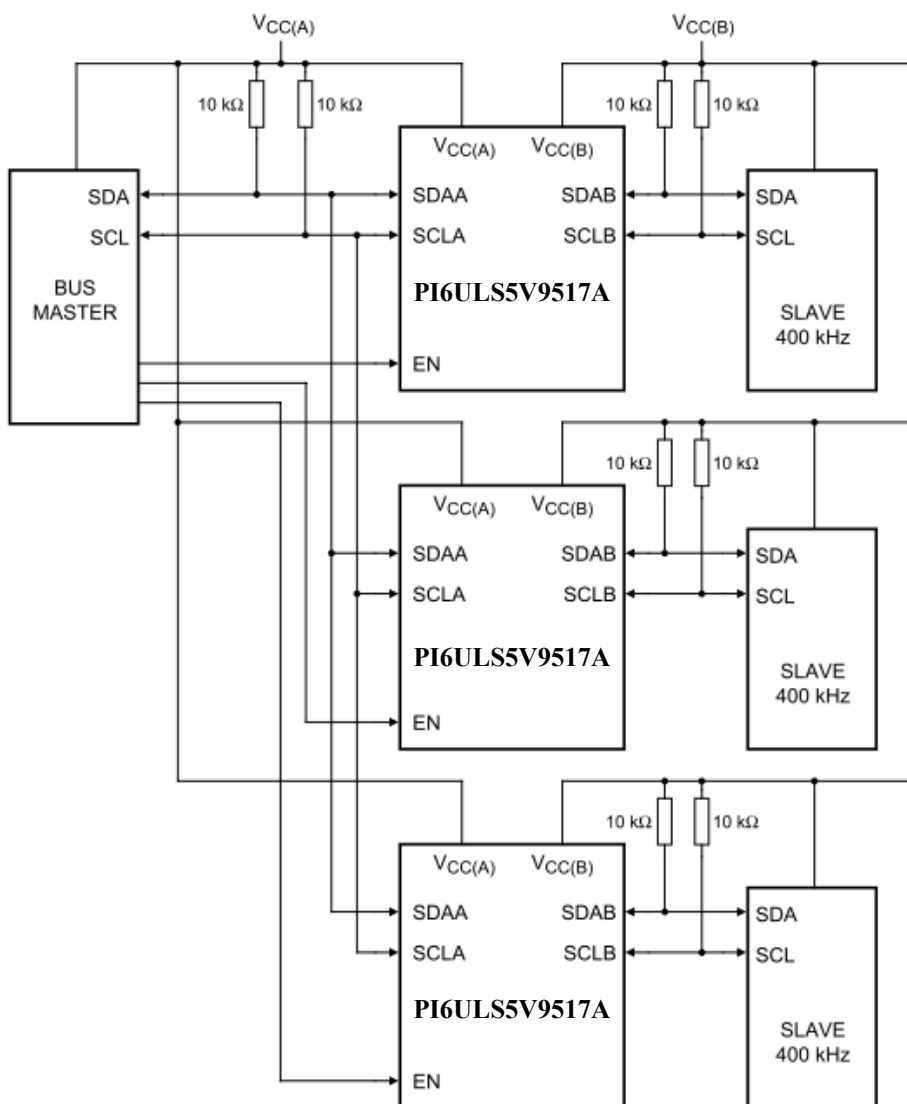 VCC(A)
VCC(B)
10 kΩ
10 kΩ
10 kΩ
10 kΩ
VCC(A)
VCC(B)
SDA
SCL
BUS
MASTER
SDAA
SCLA
SDAB
SCLB
PI6ULS5V9517A
EN
SDA
SCL
SLAVE
400 kHz
10 kΩ
10 kΩ
VCC(A)
VCC(B)
SDAA
SCLA
SDAB
SCLB
PI6ULS5V9517A
EN
SDA
SCL
SLAVE
400 kHz
10 kΩ
10 kΩ
VCC(A)
VCC(B)
SDAA
SCLA
SDAB
SCLB
PI6ULS5V9517A
EN
SDA
SCL
SLAVE
400 kHz